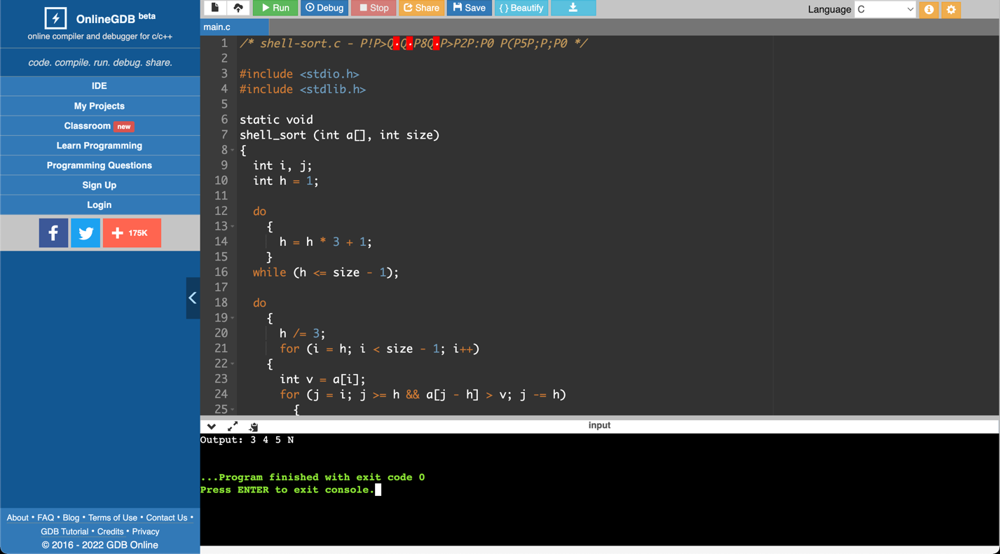 OnlineGDB beta
online compiler and debugger for c/c++
code. compile. run. debug. share.
IDE
My Projects
Classroom new
Learn Programming
Programming Questions
Sign Up
Login
175K
About • FAQ • Blog • Terms of Use • Contact Us •
GDB Tutorial • Credits • Privacy
© 2016 - 2022 GDB Online
Run Debug Stop Share Save { } Beautify
Language C
main.c
1 /* shell-sort.c - P!P>Q·Q·P8Q·P>P2P:P0 P(P5P;P;P0 */
2
3 #include <stdio.h>
4 #include <stdlib.h>
5
6 static void
7 shell_sort (int a[], int size)
8 {
9 int i, j;
10 int h = 1;
11
12 do
13 {
14 h = h * 3 + 1;
15 }
16 while (h <= size - 1);
17
18 do
19 {
20 h /= 3;
21 for (i = h; i < size - 1; i++)
22 {
23 int v = a[i];
24 for (j = i; j >= h && a[j - h] > v; j -= h)
25 {
input
Output: 3 4 5 N
...Program finished with exit code 0
Press ENTER to exit console.